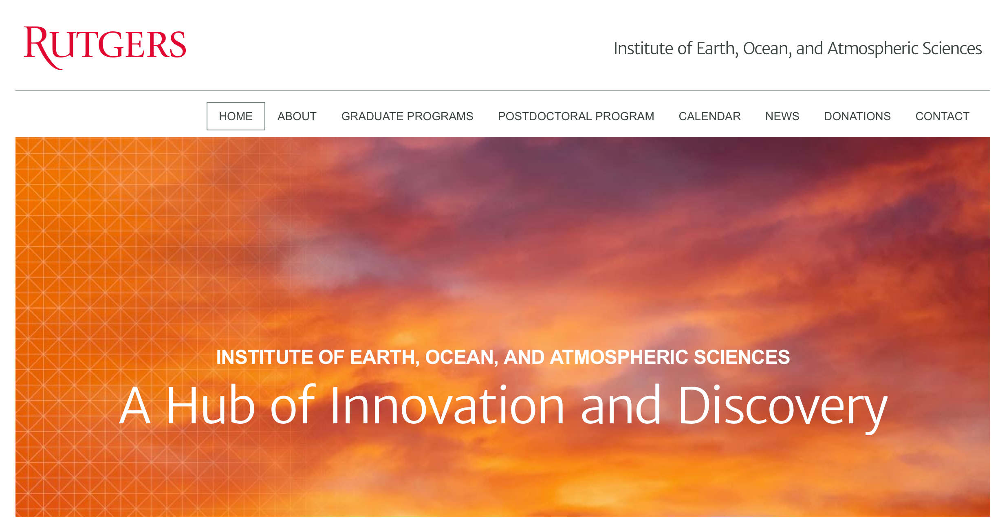 RUTGERS
Institute of Earth, Ocean, and Atmospheric Sciences
HOME ABOUT GRADUATE PROGRAMS POSTDOCTORAL PROGRAM CALENDAR NEWS DONATIONS CONTACT
INSTITUTE OF EARTH, OCEAN, AND ATMOSPHERIC SCIENCES
A Hub of Innovation and Discovery